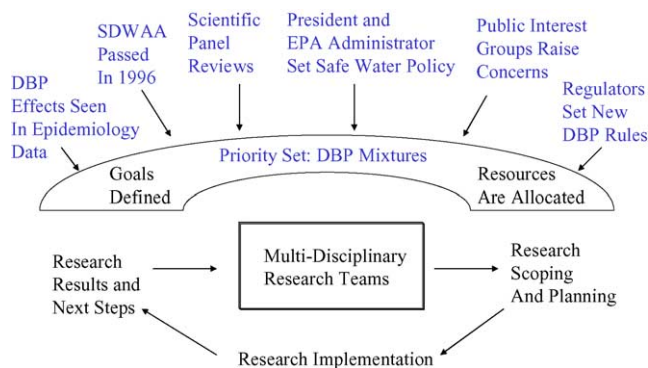 DBP
Effects Seen
In Epidemiology
Data
SDWAA
Passed
In 1996
Scientific
Panel
Reviews
President and
EPA Administrator
Set Safe Water Policy
Public Interest
Groups Raise
Concerns
Regulators
Set New
DBP Rules
Priority Set: DBP Mixtures
Goals
Defined
Resources
Are Allocated
Research
Results and
Next Steps
Multi-Disciplinary
Research Teams
Research
Scoping
And Planning
Research Implementation